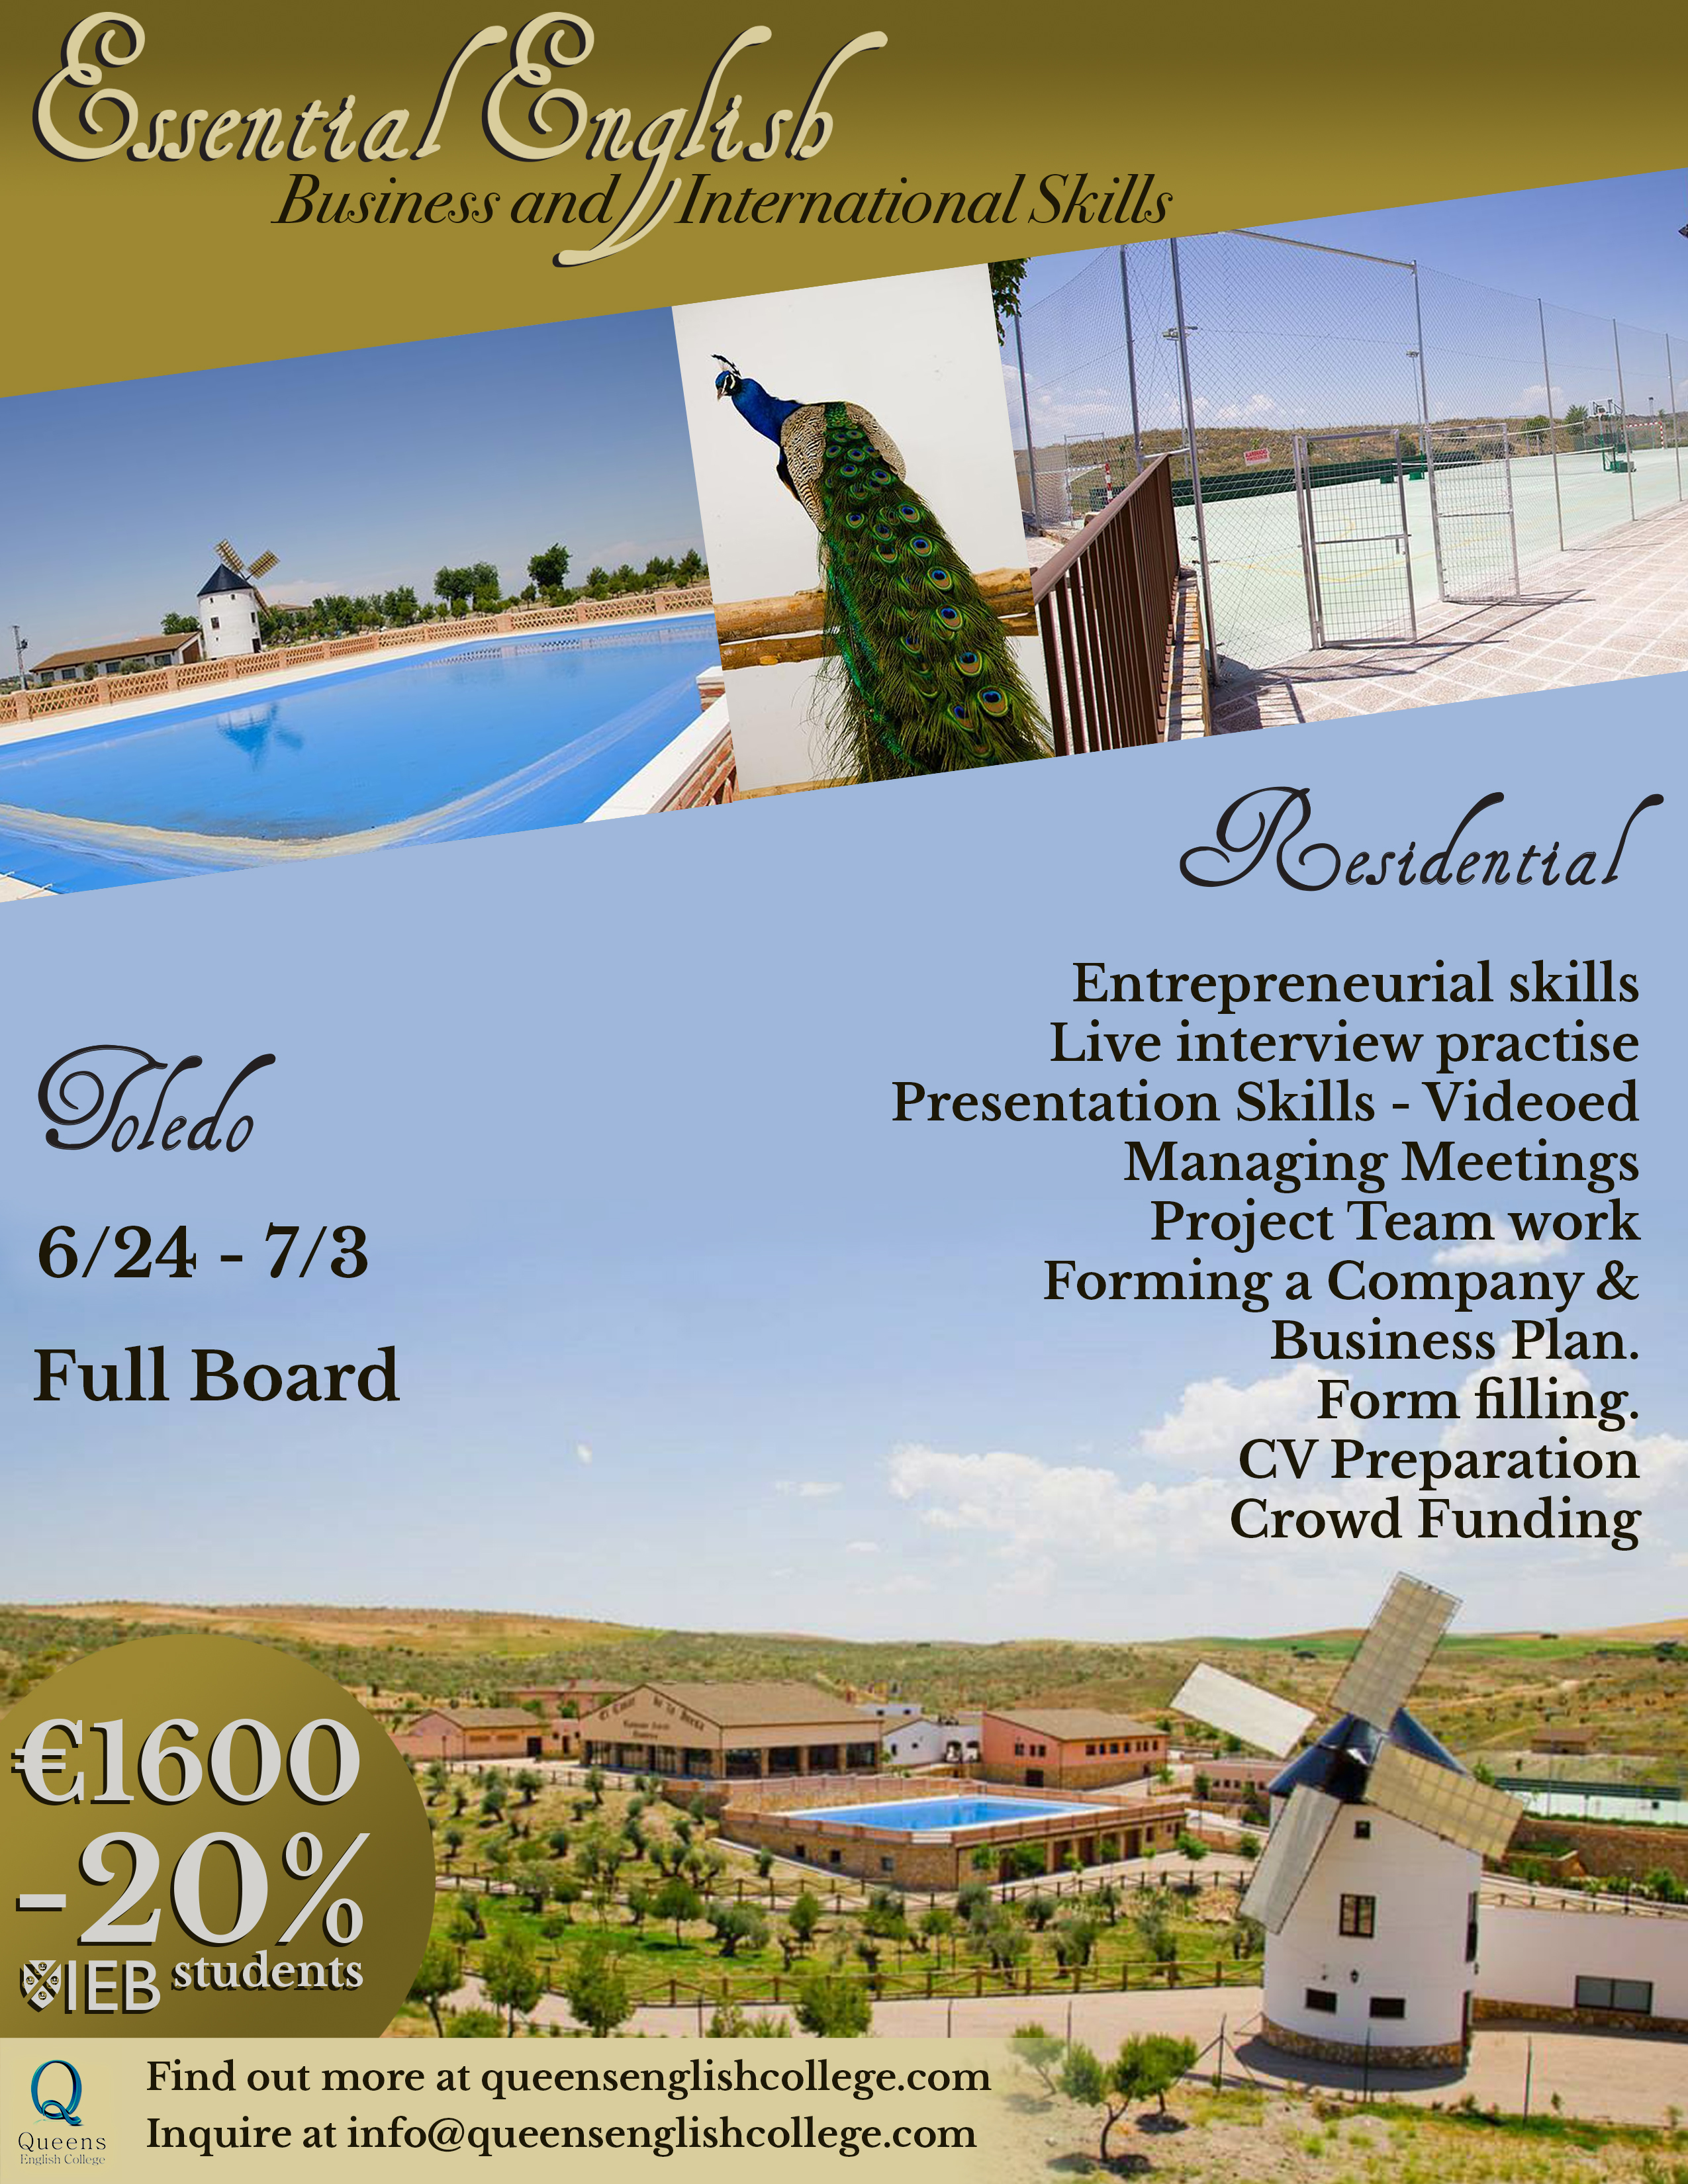 Essential English
Business and International Skills
Residential
Entrepreneurial skills
Live interview practise
Presentation Skills - Videoed
Managing Meetings
Project Team work
Forming a Company &
Business Plan.
Form filling.
CV Preparation
Crowd Funding
Toledo
6/24 - 7/3
Full Board
€1600
-20%
IEB students
Find out more at queensenglishcollege.com
Inquire at info@queensenglishcollege.com
Q
Queens
English College